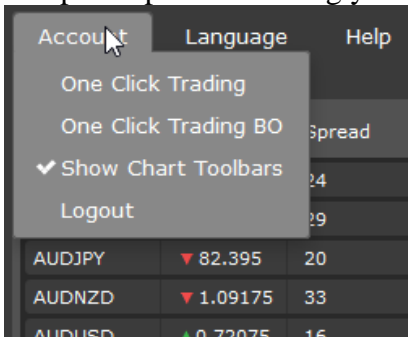 Account Language Help
One Click Trading
One Click Trading BO
Spread
Show Chart Toolbars
24
Logout
29
AUDJPY 82.395 20
AUDNZD 1.09175 33
AUDUSD 0.72075 16